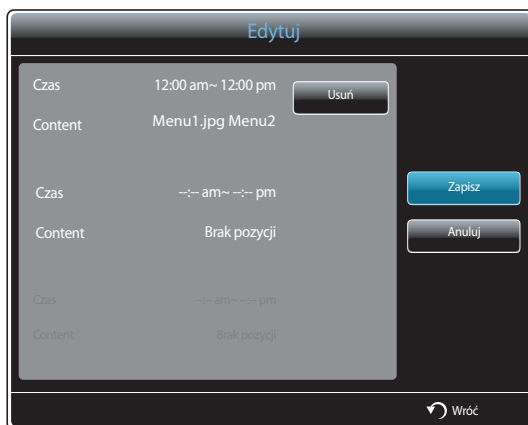 Edytuj
Czas 12:00 am~ 12:00 pm
Usuń
Content Menu1.jpg Menu2
Czas --:-- am~ --:-- pm
Zapisz
Content Brak pozycji
Anuluj
Czas --:-- am~ --:-- pm
Content Brak pozycji
Wróć